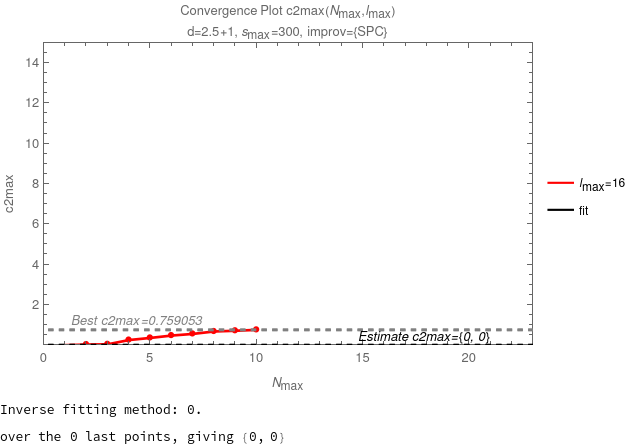 Convergence Plot c2max(Nmax,lmax)
d=2.5+1, smax=300, improv={SPC}
14
12
10
8
6
4
2
c2max
Best c2max=0.759053
Estimate c2max={0, 0}
0
5
10
15
20
Nmax
lmax=16
fit
Inverse fitting method: 0.
over the 0 last points, giving {0, 0}